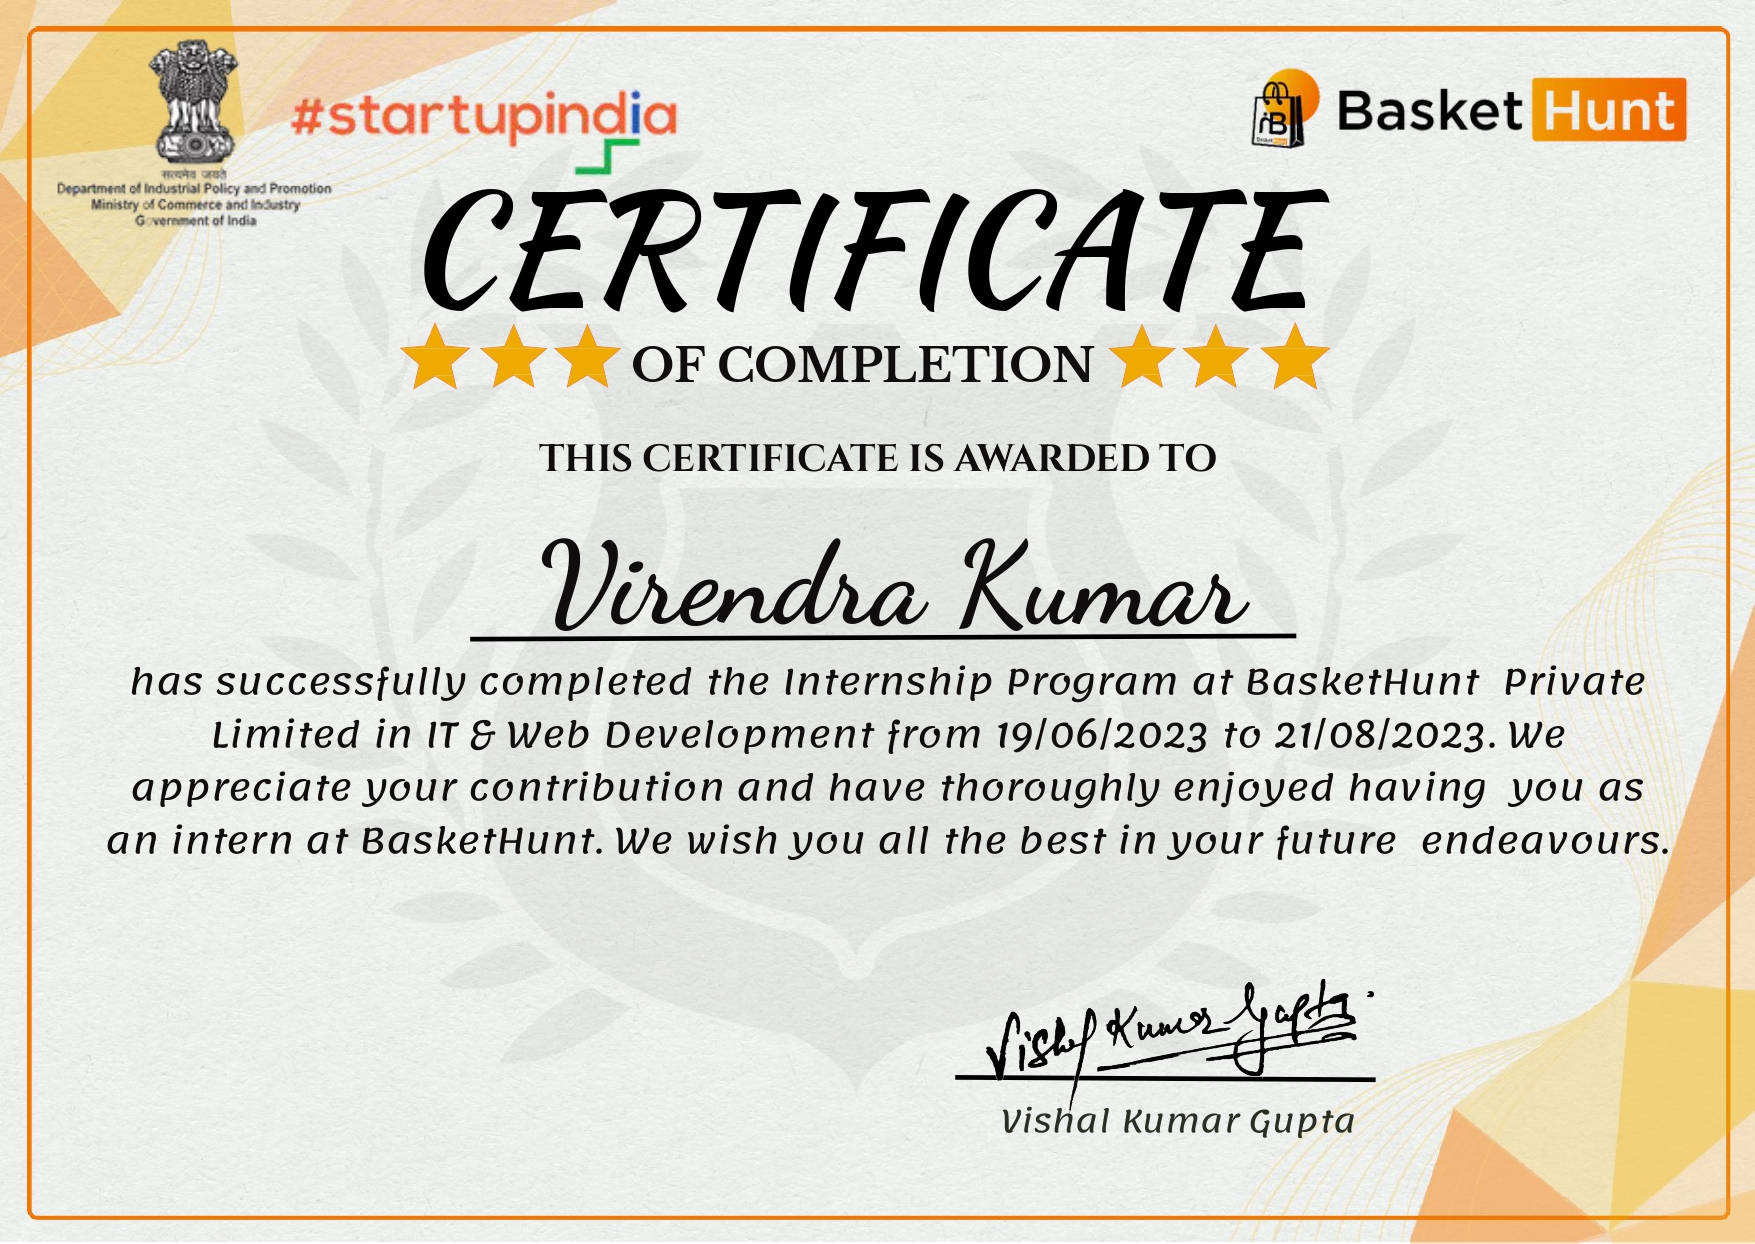 सत्यमेव जयते
Department of Industrial Policy and Promotion
Ministry of Commerce and Industry
Government of India
#startupindia
Basket Hunt
CERTIFICATE
OF COMPLETION
THIS CERTIFICATE IS AWARDED TO
Virendra Kumar
has successfully completed the Internship Program at BasketHunt Private
Limited in IT & Web Development from 19/06/2023 to 21/08/2023. We
appreciate your contribution and have thoroughly enjoyed having you as
an intern at BasketHunt. We wish you all the best in your future endeavours.
Vishal Kumar Gupta
Vishal Kumar Gupta